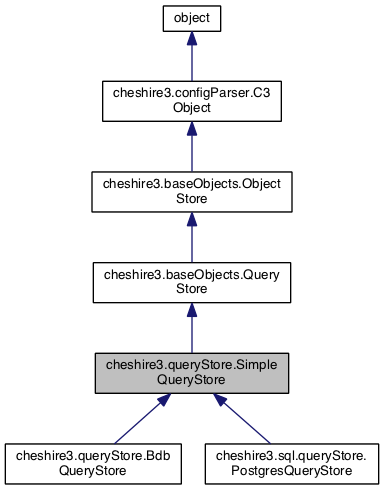 object
cheshire3.configParser.C3
Object
cheshire3.baseObjects.Object
Store
cheshire3.baseObjects.Query
Store
cheshire3.queryStore.Simple
QueryStore
cheshire3.queryStore.Bdb
QueryStore
cheshire3.sql.queryStore.
PostgresQueryStore